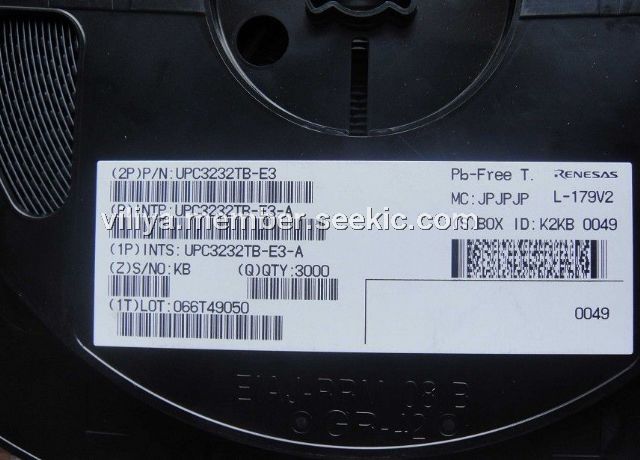 (2P)P/N:UPC3232TB-E3
Pb-Free T. RENESAS
(P)NTP:UPC3232TB-E3-A
MC:JPJPJP L-179V2
viliya-member.seekic.com
BOX ID:K2KB 0049
(1P)INTS:UPC3232TB-E3-A
(Z)S/NO:KB (Q)QTY:3000
(1T)LOT:066T49050
0049